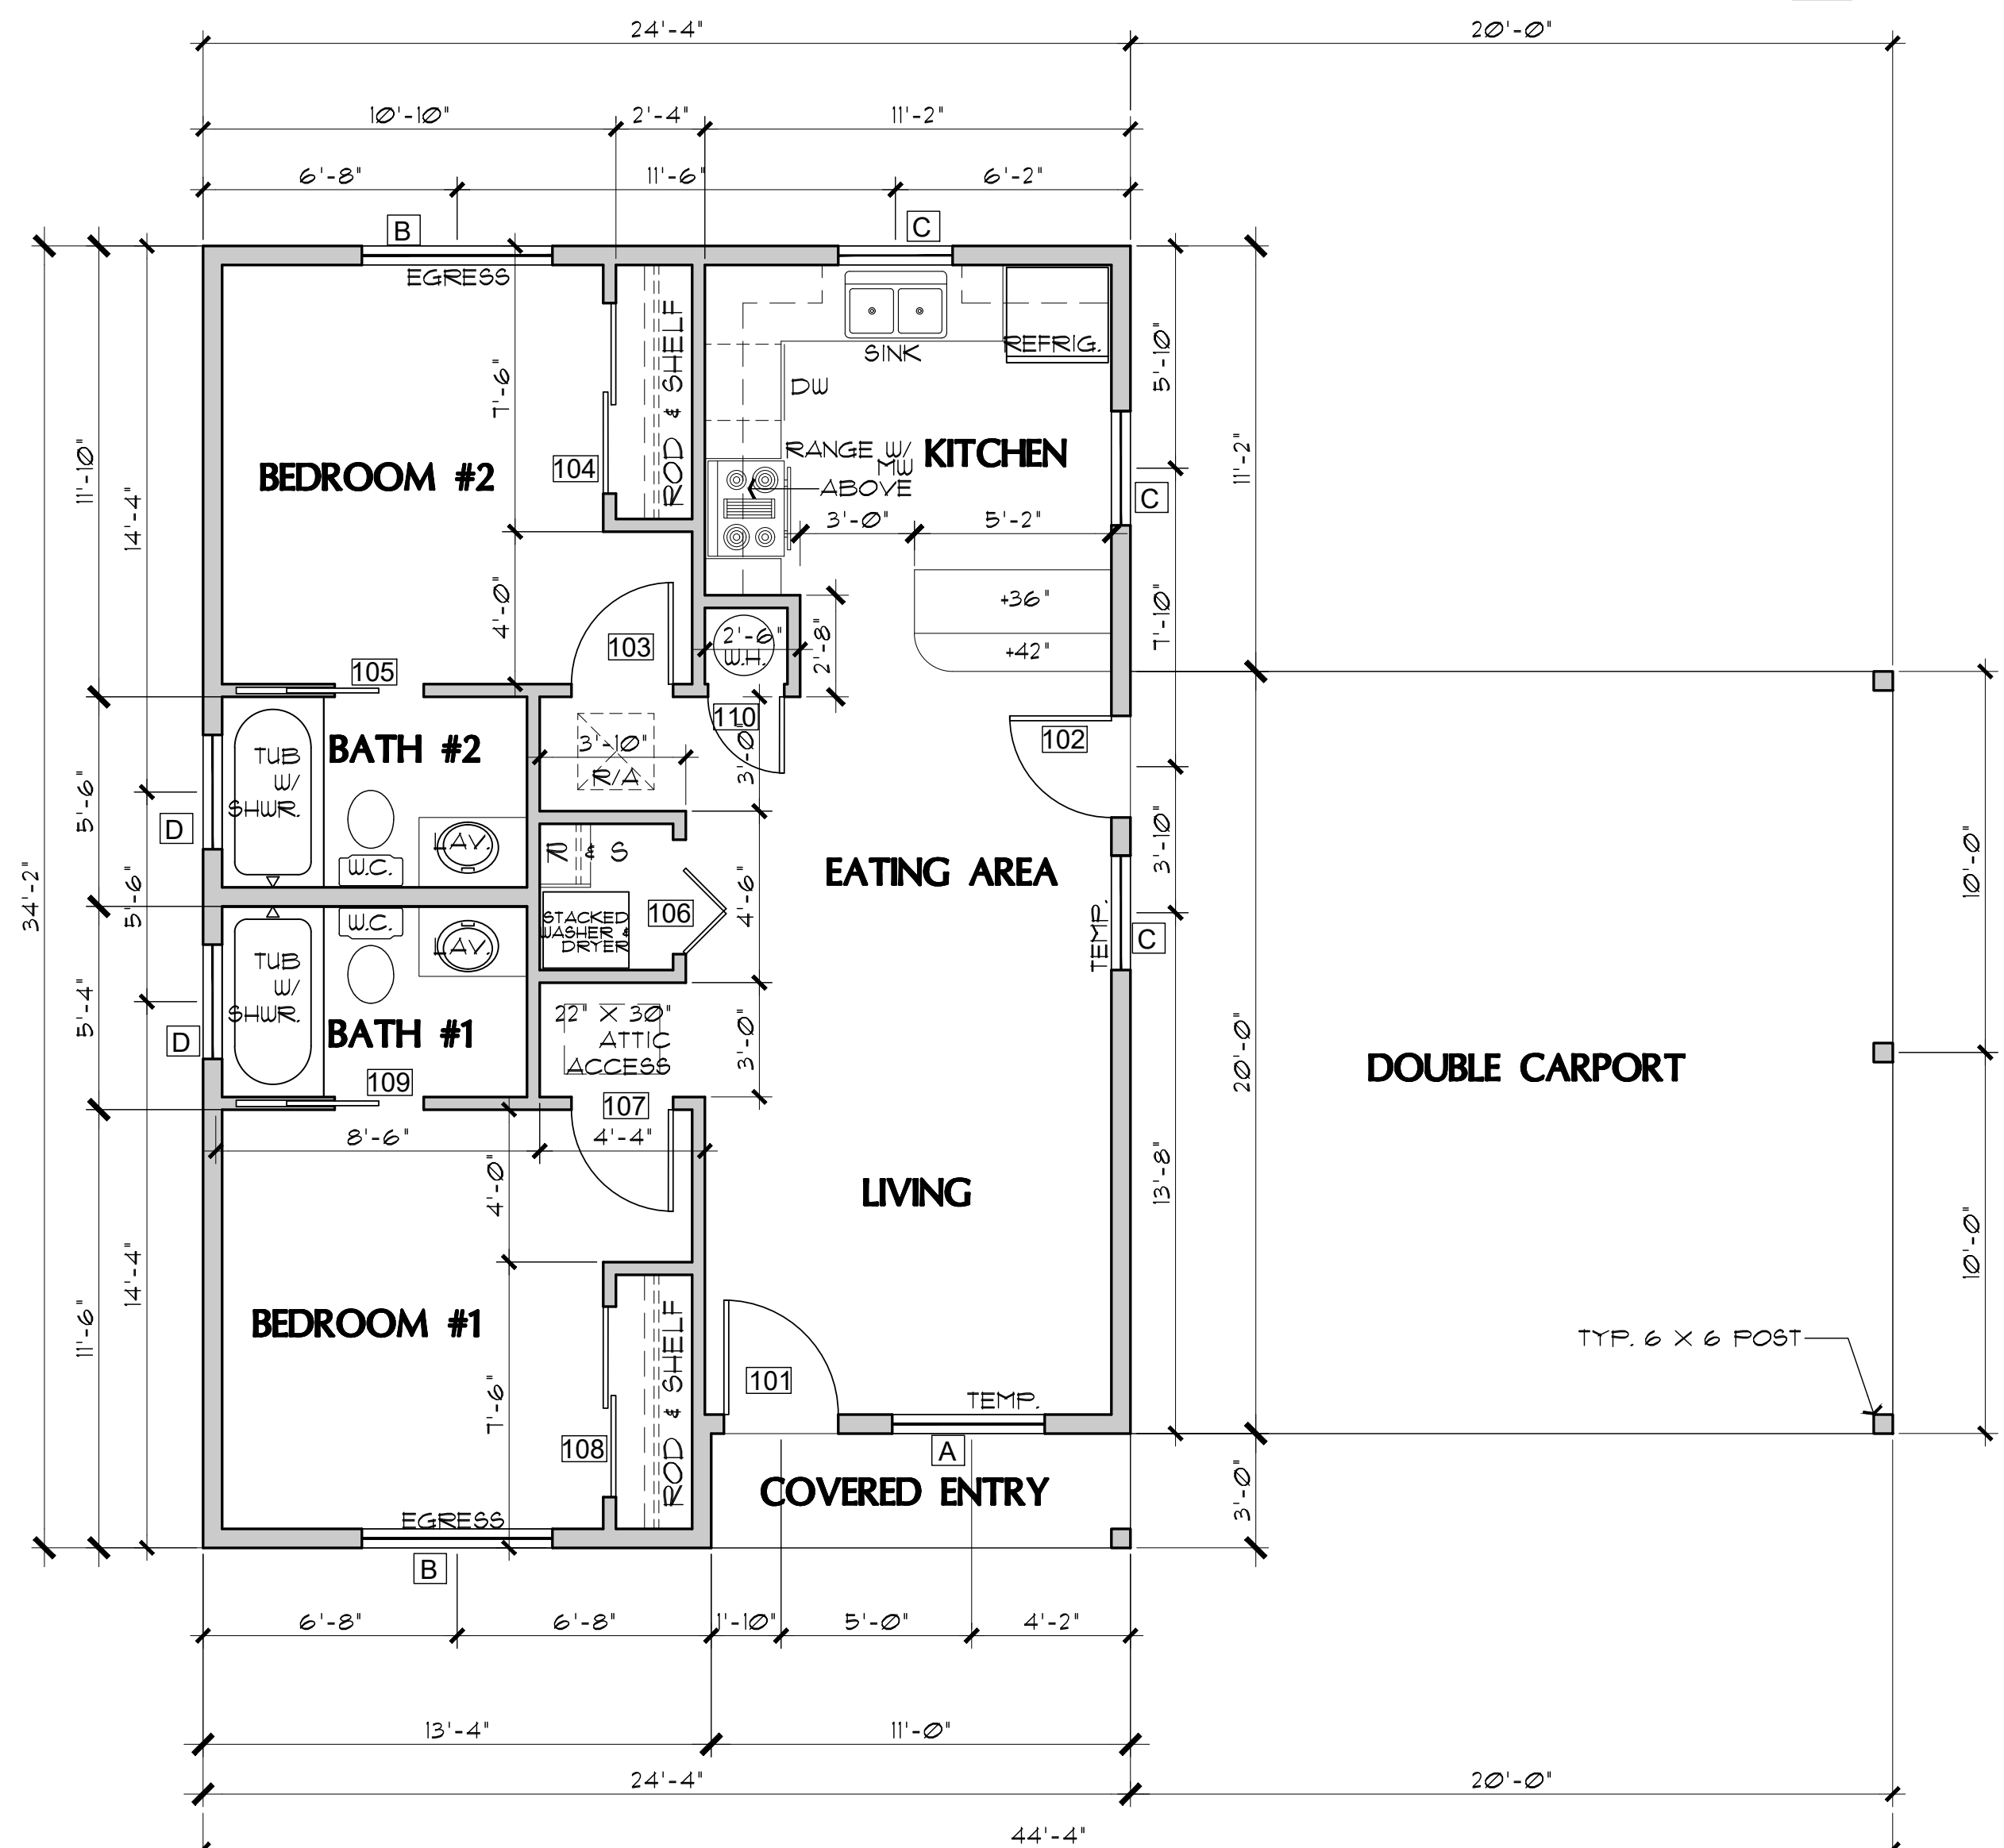 24'-4"
20'-0"
10'-10"
2'-4"
11'-2"
6'-8"
11'-6"
6'-2"
B
C
EGRESS
SINK
REFRIG.
DW
ROD & SHELF
7'-6"
5'-10"
RANGE W/
MW
ABOVE
KITCHEN
BEDROOM #2
104
11'-10"
14'-4"
11'-2"
C
3'-0"
5'-2"
4'-0"
+36"
+42"
7'-10"
103
2'-6"
W.H.
2'-8"
105
110
102
BATH #2
TUB
W/
SHWR.
3'-10"
R/A
3'-0"
D
W.C.
LAV.
5'-6"
R & S
EATING AREA
3'-10"
10'-0"
34'-2"
5'-6"
106
4'-6"
STACKED
WASHER &
DRYER
TEMP.
C
W.C.
LAV.
TUB
W/
SHWR.
5'-4"
D
BATH #1
22" X 30"
ATTIC
ACCESS
3'-0"
20'-0"
DOUBLE CARPORT
109
107
8'-6"
4'-4"
4'-0"
LIVING
13'-8"
10'-0"
14'-4"
11'-6"
BEDROOM #1
ROD & SHELF
7'-6"
101
TEMP.
TYP. 6 X 6 POST
108
A
COVERED ENTRY
3'-0"
EGRESS
B
6'-8"
6'-8"
1'-10"
5'-0"
4'-2"
13'-4"
11'-0"
24'-4"
20'-0"
44'-4"